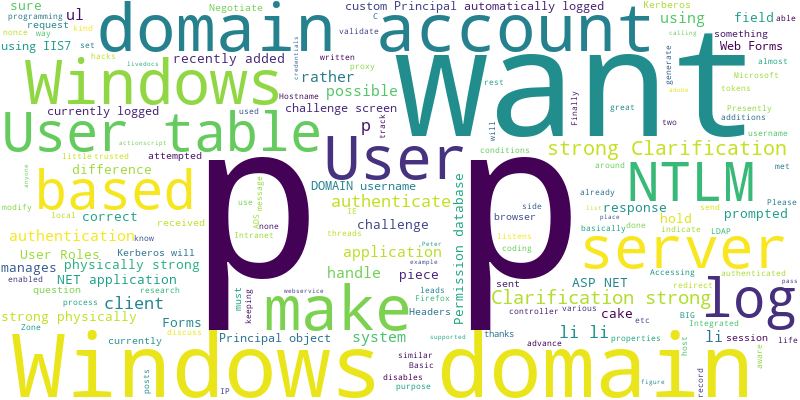 sure
programming
request
nonce way
ul
Negotiate
kind
set
custom Principal automatically logged
Kerberos
C
validate
using
field
able
something
Web Forms
calling
almost
Microsoft
tokens
Presently
additions
username
generate
domain account
want
using IIS7
hacks
written
recently added
livedocs
credentials
proxy
rest
Windows
rather
possible
Hostname
used
currently logged
challenge screen
track
great
Finally
will
two
User table
p
User
conditions
strong Clarification
actionscript
attempted
little trusted
difference
DOMAIN username
threads
IE
authenticate
side
already
around
met
Please
NTLM
anyone
modify
based
correct
local
use
ADS message
challenge
browser
response
list
place
send
hold
prompted
p p
authentication
received
know
none
Intranet
Peter
example
application
listens
coding
basically
done
indicate
LDAP
server
User Roles
Kerberos will
manages
physically strong
enabled
NET application
question
research
handle
piece
Permission database
sent
ASP NET
Accessing
authenticated
redirect
pass
process
client
must
keeping
webservice
make
leads
Firefox
Headers
Clarification strong
controller
various
cake
etc
BIG
Integrated
log
strong physically
Zone
Forms
currently
discuss
Principal object
system
similar
Basic
supported
thanks
advance
li li
properties
host
li
session
life
aware
posts
IP
disables
purpose
figure
record
Windows domain